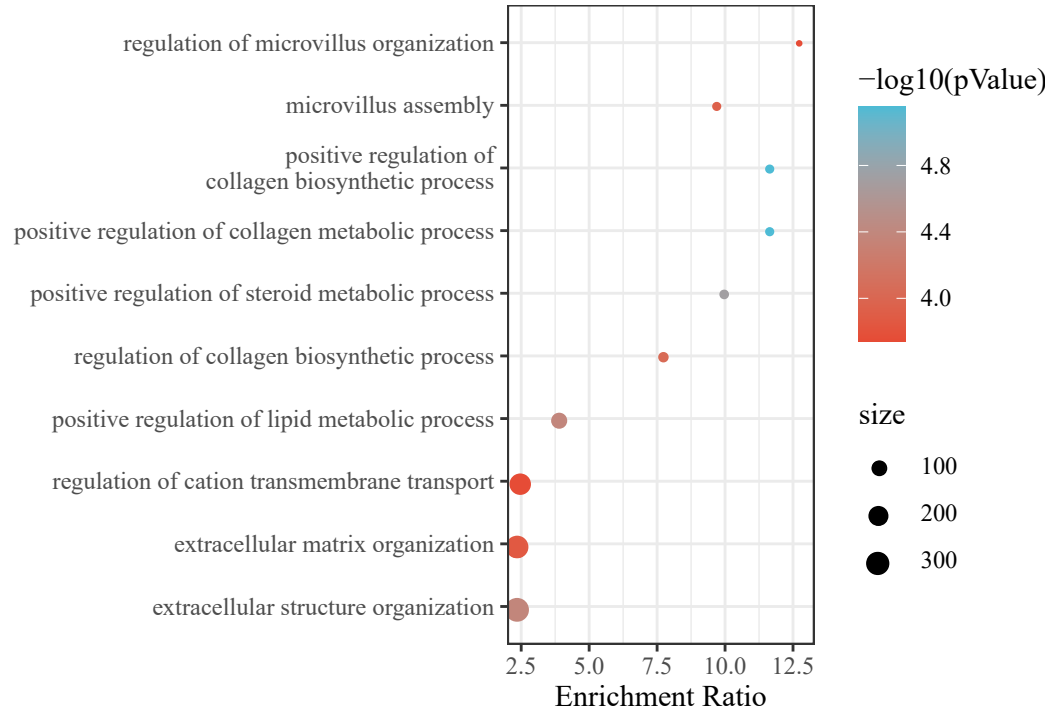 regulation of microvillus organization
microvillus assembly
positive regulation of
collagen biosynthetic process
positive regulation of collagen metabolic process
positive regulation of steroid metabolic process
regulation of collagen biosynthetic process
positive regulation of lipid metabolic process
regulation of cation transmembrane transport
extracellular matrix organization
extracellular structure organization
2.5 5.0 7.5 10.0 12.5
Enrichment Ratio
−log10(pValue)
4.8
4.4
4.0
size
100
200
300